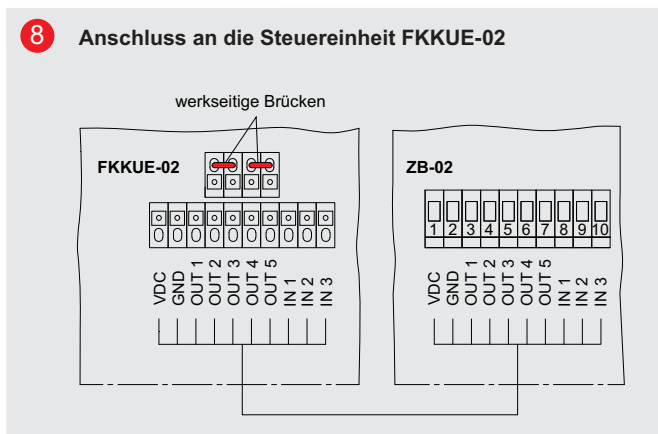 8 Anschluss an die Steuereinheit FKKUE-02
werkseitige Brücken
FKKUE-02
VDC
GND
OUT 1
OUT 2
OUT 3
OUT 4
OUT 5
IN 1
IN 2
IN 3
ZB-02
1 2 3 4 5 6 7 8 9 10
VDC
GND
OUT 1
OUT 2
OUT 3
OUT 4
OUT 5
IN 1
IN 2
IN 3